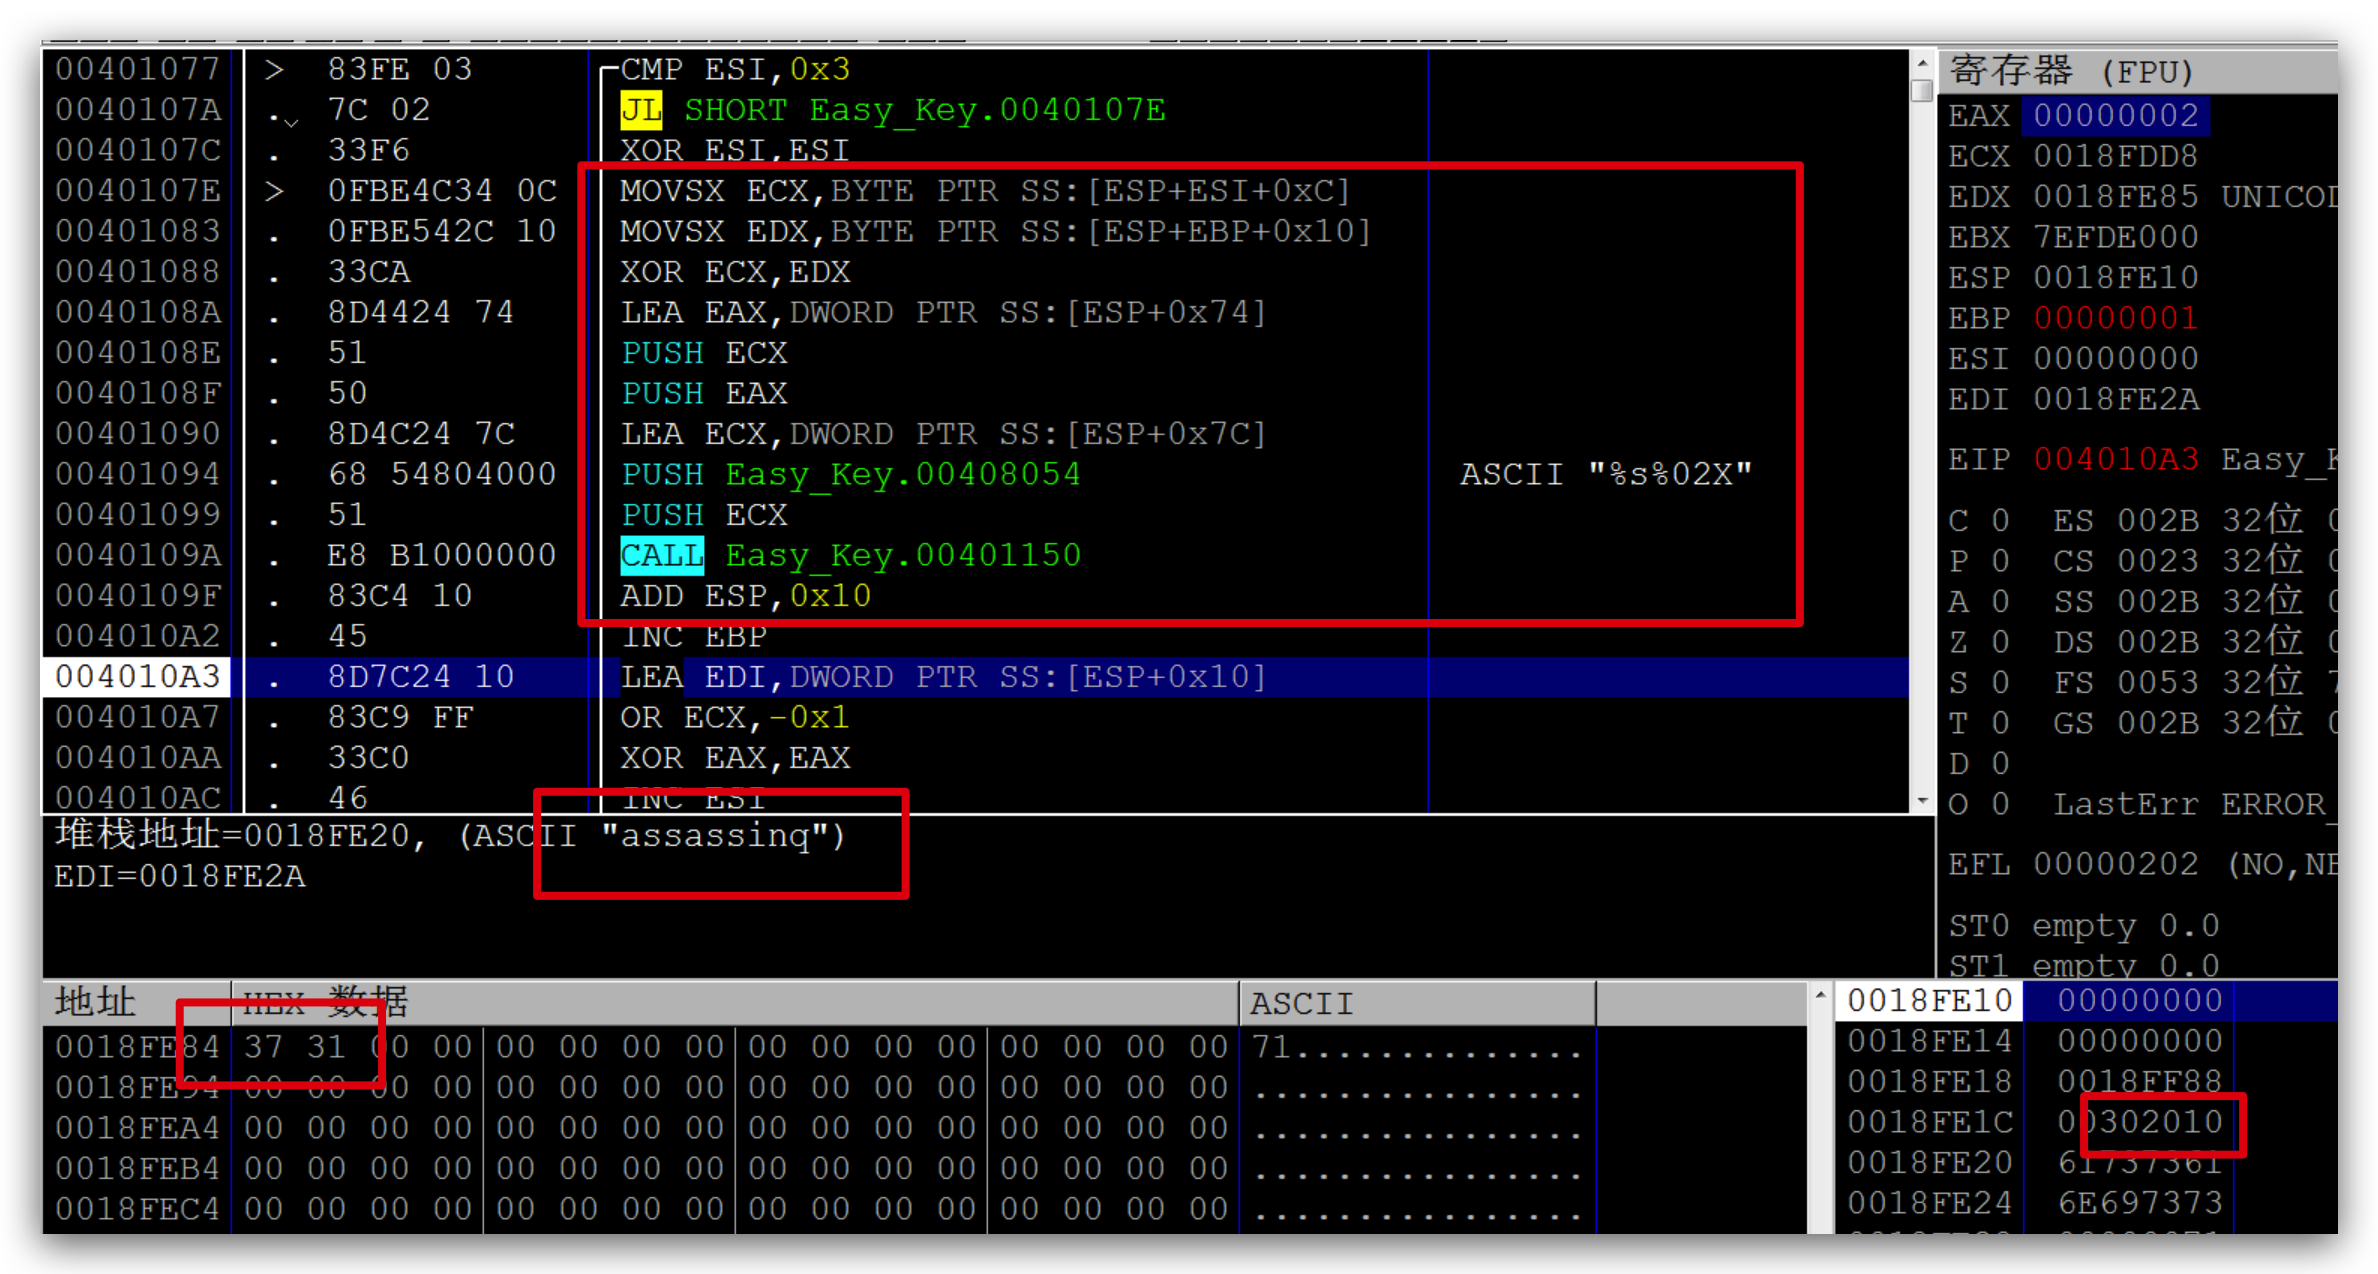 00401077 > 83FE 03 CMP ESI,0x3
0040107A . 7C 02 JL SHORT Easy_Key.0040107E
0040107C . 33F6 XOR ESI,ESI
0040107E > 0FBE4C34 0C MOVSX ECX,BYTE PTR SS:[ESP+ESI+0xC]
00401083 . 0FBE542C 10 MOVSX EDX,BYTE PTR SS:[ESP+EBP+0x10]
00401088 . 33CA XOR ECX,EDX
0040108A . 8D4424 74 LEA EAX,DWORD PTR SS:[ESP+0x74]
0040108E . 51 PUSH ECX
0040108F . 50 PUSH EAX
00401090 . 8D4C24 7C LEA ECX,DWORD PTR SS:[ESP+0x7C]
00401094 . 68 54804000 PUSH Easy_Key.00408054 ASCII "%s%02X"
00401099 . 51 PUSH ECX
0040109A . E8 B1000000 CALL Easy_Key.00401150
0040109F . 83C4 10 ADD ESP,0x10
004010A2 . 45 INC EBP
004010A3 . 8D7C24 10 LEA EDI,DWORD PTR SS:[ESP+0x10]
004010A7 . 83C9 FF OR ECX,-0x1
004010AA . 33C0 XOR EAX,EAX
004010AC . 46 INC ESI
堆栈地址=0018FE20, (ASCII "assassinq")
EDI=0018FE2A
寄存器 (FPU)
EAX 00000002
ECX 0018FDD8
EDX 0018FE85
EBX 7EFDE000
ESP 0018FE10
EBP 00000001
ESI 00000000
EDI 0018FE2A
EIP 004010A3
C 0 ES 002B 32位
P 0 CS 0023 32位
A 0 SS 002B 32位
Z 0 DS 002B 32位
S 0 FS 0053 32位
T 0 GS 002B 32位
D 0
O 0 LastErr
EFL 00000202
ST0 empty 0.0
ST1 empty 0.0
地址 HEX 数据 ASCII
0018FE84 37 31 00 00 00 00 00 00 00 00 00 00 00 00 00 00 71..............
0018FE94 00 00 00 00 00 00 00 00 00 00 00 00 00 00 00 00 ................
0018FEA4 00 00 00 00 00 00 00 00 00 00 00 00 00 00 00 00 ................
0018FEB4 00 00 00 00 00 00 00 00 00 00 00 00 00 00 00 00 ................
0018FEC4 00 00 00 00 00 00 00 00 00 00 00 00 00 00 00 00 ................
0018FE10 00000000
0018FE14 00000000
0018FE18 0018FF88
0018FE1C 00302010
0018FE20 61737361
0018FE24 6E697373